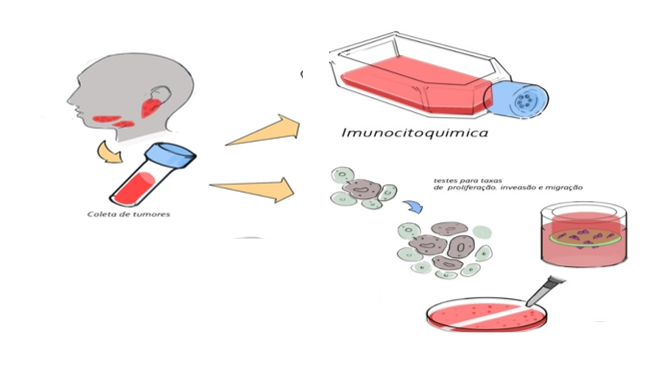 Imunocitoquimica
testes para taxas
de proliferação. inveasão e migração
Coleta de tumores